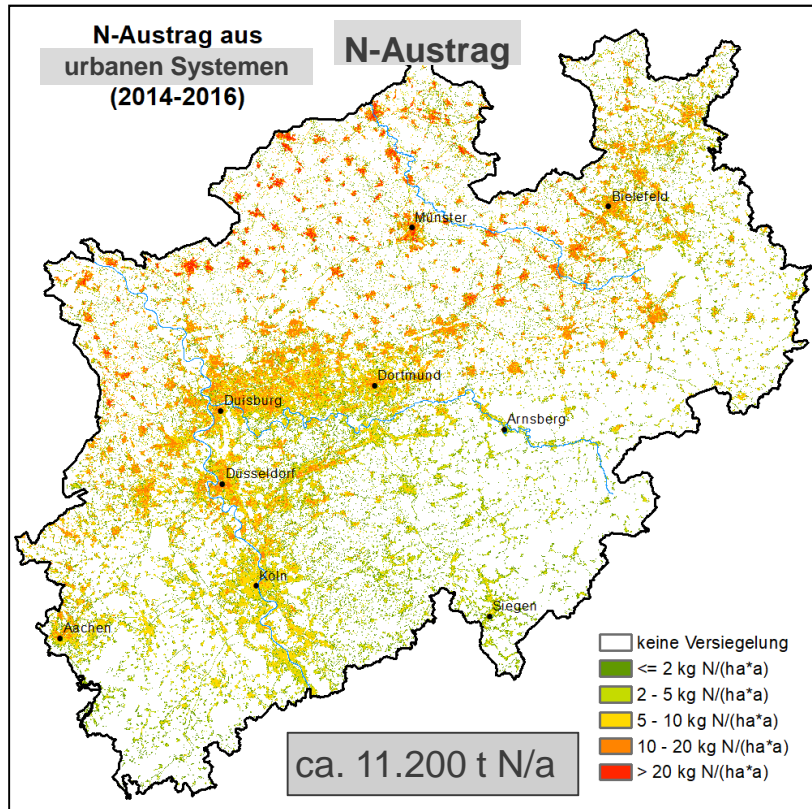 N-Austrag aus
urbanen Systemen
(2014-2016)
N-Austrag
Bielefeld
Münster
Dortmund
Duisburg
Arnsberg
Düsseldorf
Köln
Siegen
Aachen
keine Versiegelung
<= 2 kg N/(ha*a)
2 - 5 kg N/(ha*a)
5 - 10 kg N/(ha*a)
10 - 20 kg N/(ha*a)
> 20 kg N/(ha*a)
ca. 11.200 t N/a